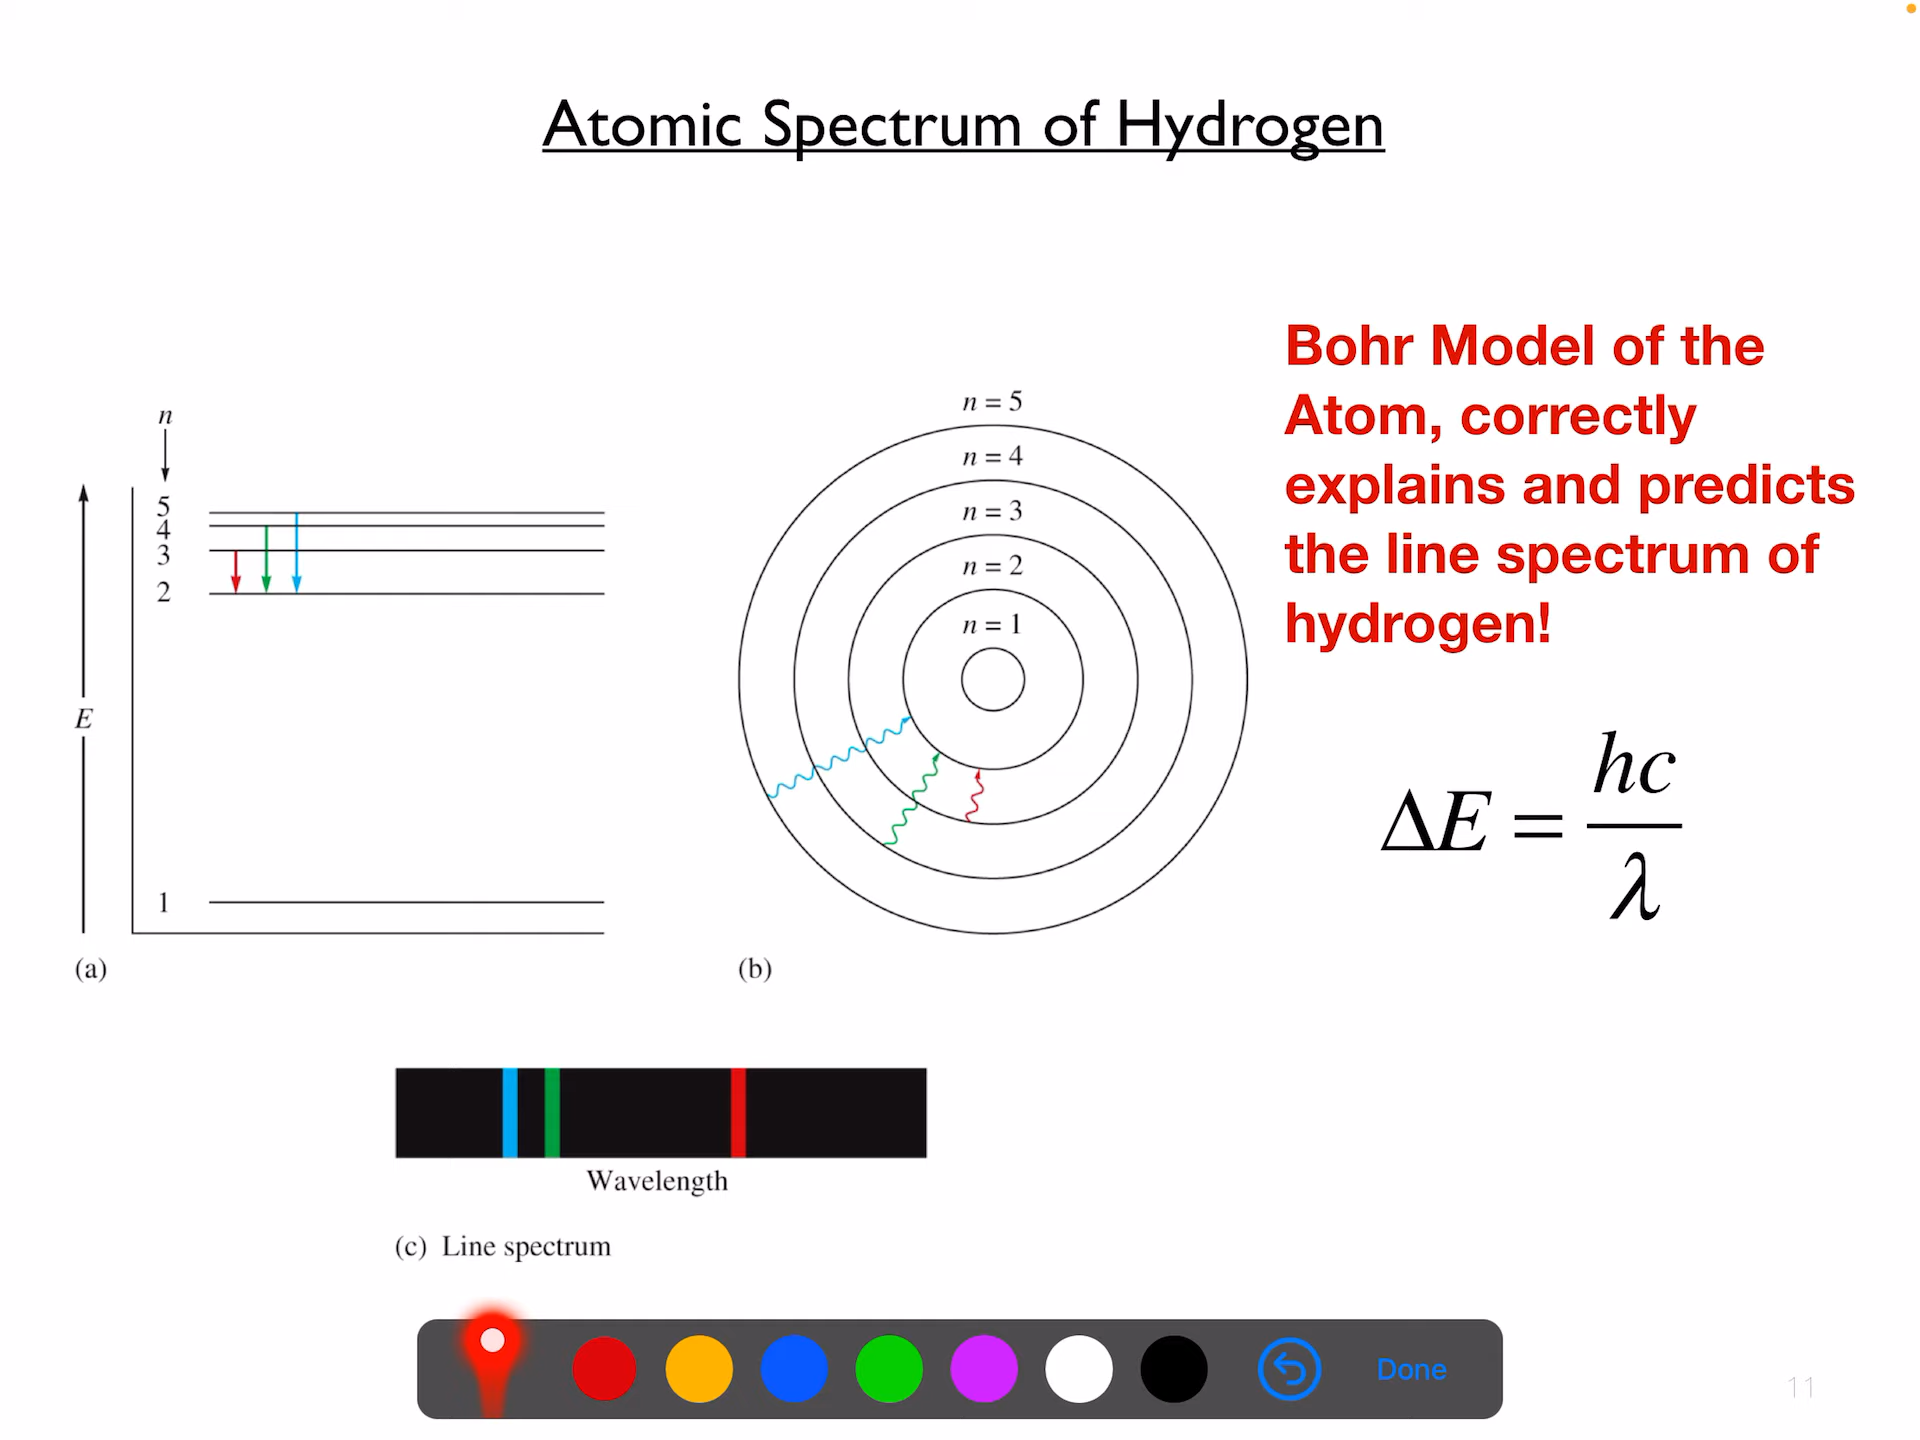 Atomic Spectrum of Hydrogen
n
5
4
3
2
E
1
(a)
n = 5
n = 4
n = 3
n = 2
n = 1
(b)
Bohr Model of the
Atom, correctly
explains and predicts
the line spectrum of
hydrogen!
ΔE = hc/λ
Wavelength
(c) Line spectrum
Done
11